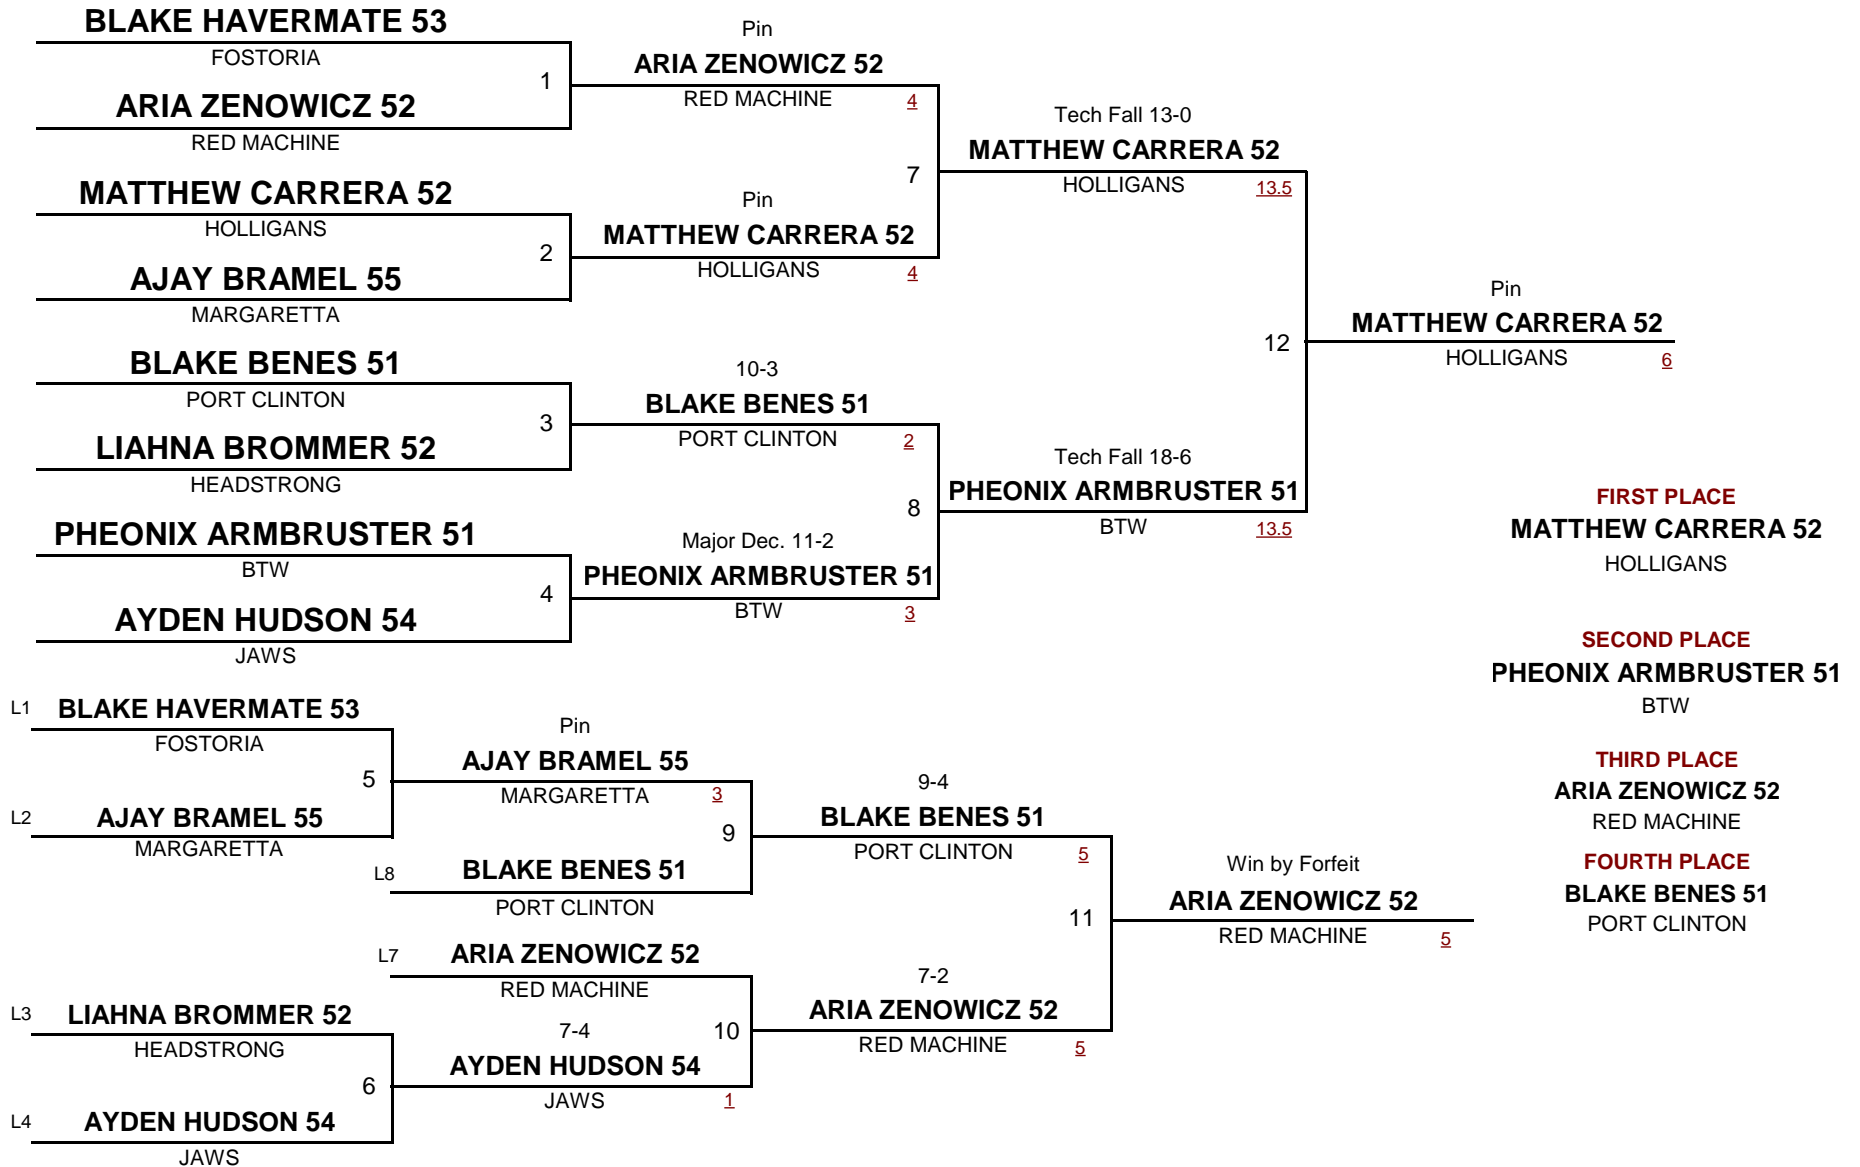 BLAKE HAVERMATE 53
FOSTORIA
1
ARIA ZENOWICZ 52
RED MACHINE
MATTHEW CARRERA 52
HOLLIGANS
2
AJAY BRAMEL 55
MARGARETTA
BLAKE BENES 51
PORT CLINTON
3
LIAHNA BROMMER 52
HEADSTRONG
PHEONIX ARMBRUSTER 51
BTW
4
AYDEN HUDSON 54
JAWS
Pin
ARIA ZENOWICZ 52
RED MACHINE 4
7
Pin
MATTHEW CARRERA 52
HOLLIGANS 4
10-3
BLAKE BENES 51
PORT CLINTON 2
8
Major Dec. 11-2
PHEONIX ARMBRUSTER 51
BTW 3
Tech Fall 13-0
MATTHEW CARRERA 52
HOLLIGANS 13.5
12
Tech Fall 18-6
PHEONIX ARMBRUSTER 51
BTW 13.5
Pin
MATTHEW CARRERA 52
HOLLIGANS 6
FIRST PLACE
MATTHEW CARRERA 52
HOLLIGANS
SECOND PLACE
PHEONIX ARMBRUSTER 51
BTW
THIRD PLACE
ARIA ZENOWICZ 52
RED MACHINE
FOURTH PLACE
BLAKE BENES 51
PORT CLINTON
L1 BLAKE HAVERMATE 53
FOSTORIA
5
L2 AJAY BRAMEL 55
MARGARETTA
L3 LIAHNA BROMMER 52
HEADSTRONG
6
L4 AYDEN HUDSON 54
JAWS
Pin
AJAY BRAMEL 55
MARGARETTA 3
9
L8 BLAKE BENES 51
PORT CLINTON
L7 ARIA ZENOWICZ 52
RED MACHINE
10
7-4
AYDEN HUDSON 54
JAWS 1
9-4
BLAKE BENES 51
PORT CLINTON 5
11
7-2
ARIA ZENOWICZ 52
RED MACHINE 5
Win by Forfeit
ARIA ZENOWICZ 52
RED MACHINE 5